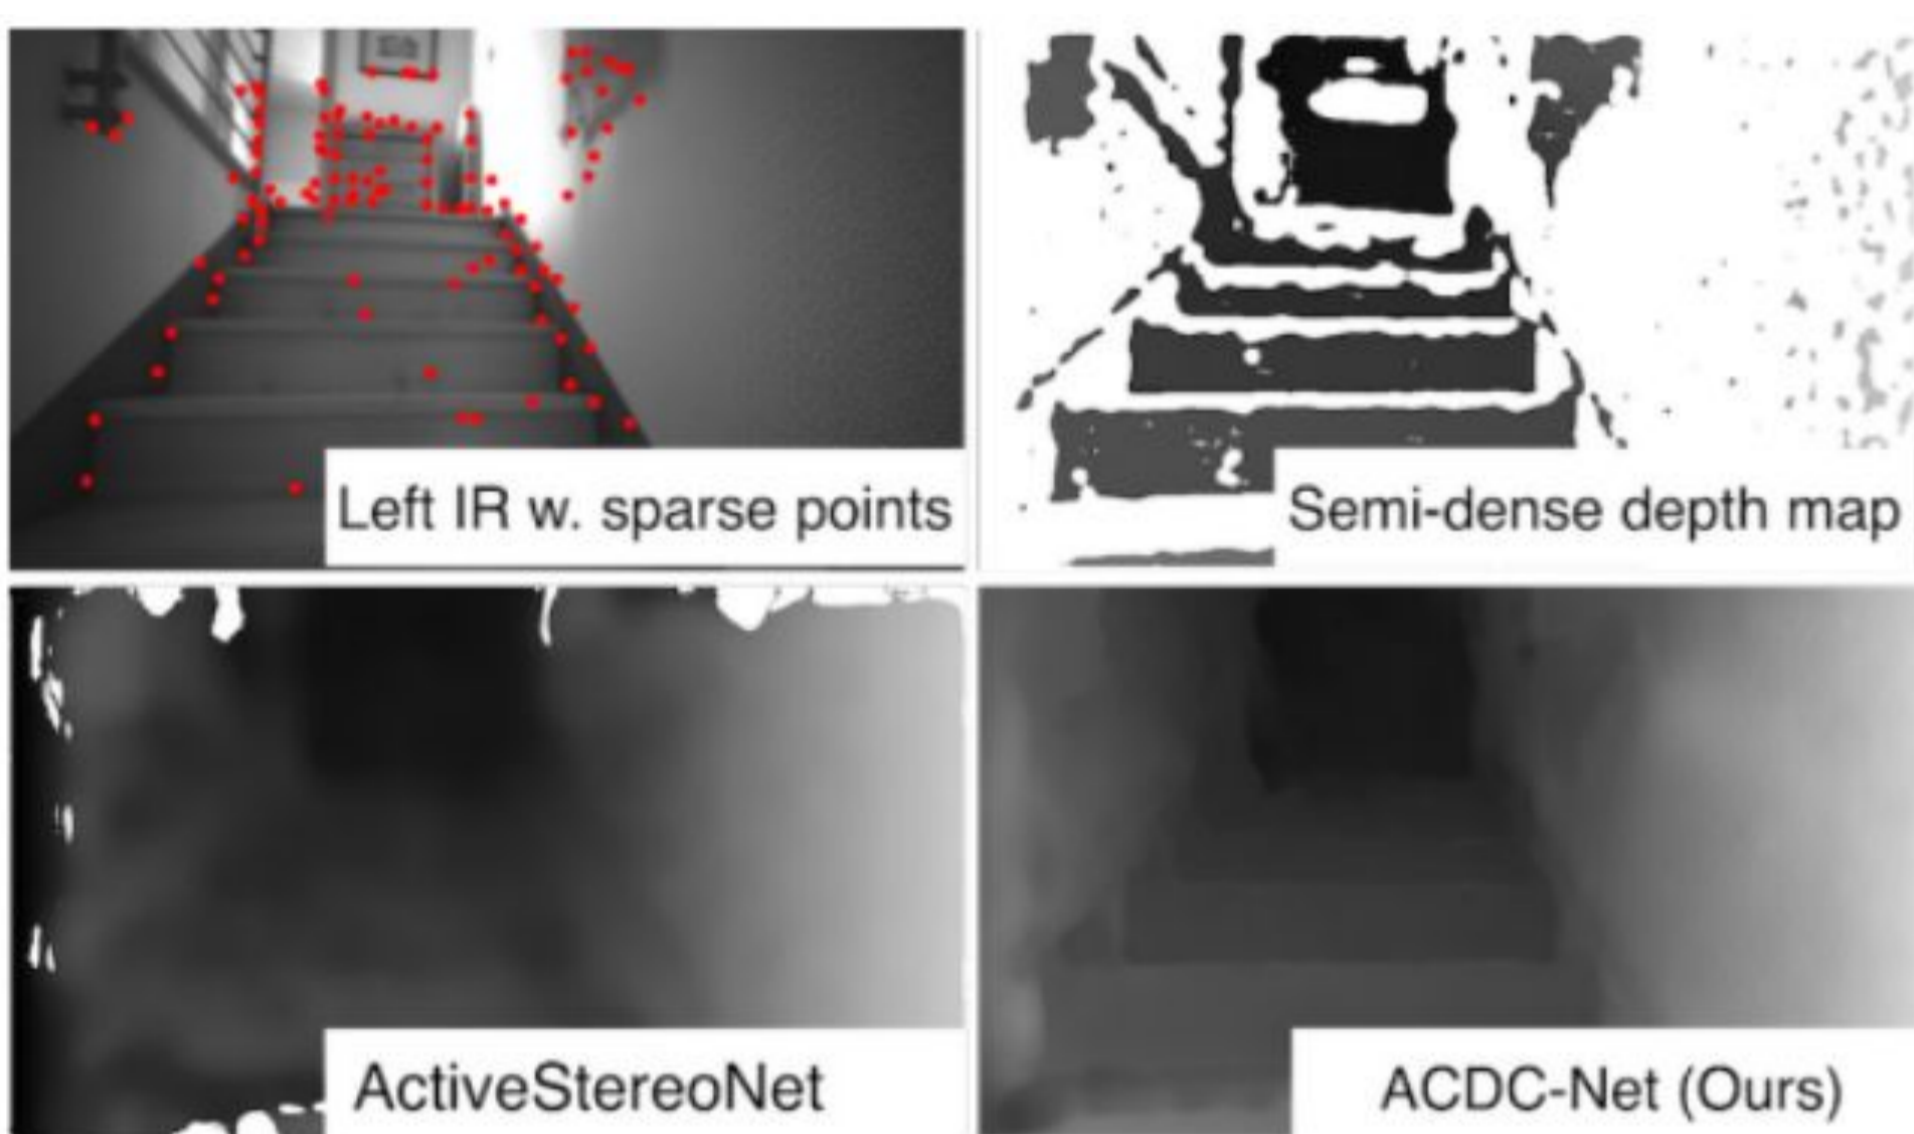 Left IR w. sparse points
Semi-dense depth map
ActiveStereoNet
ACDC-Net (Ours)